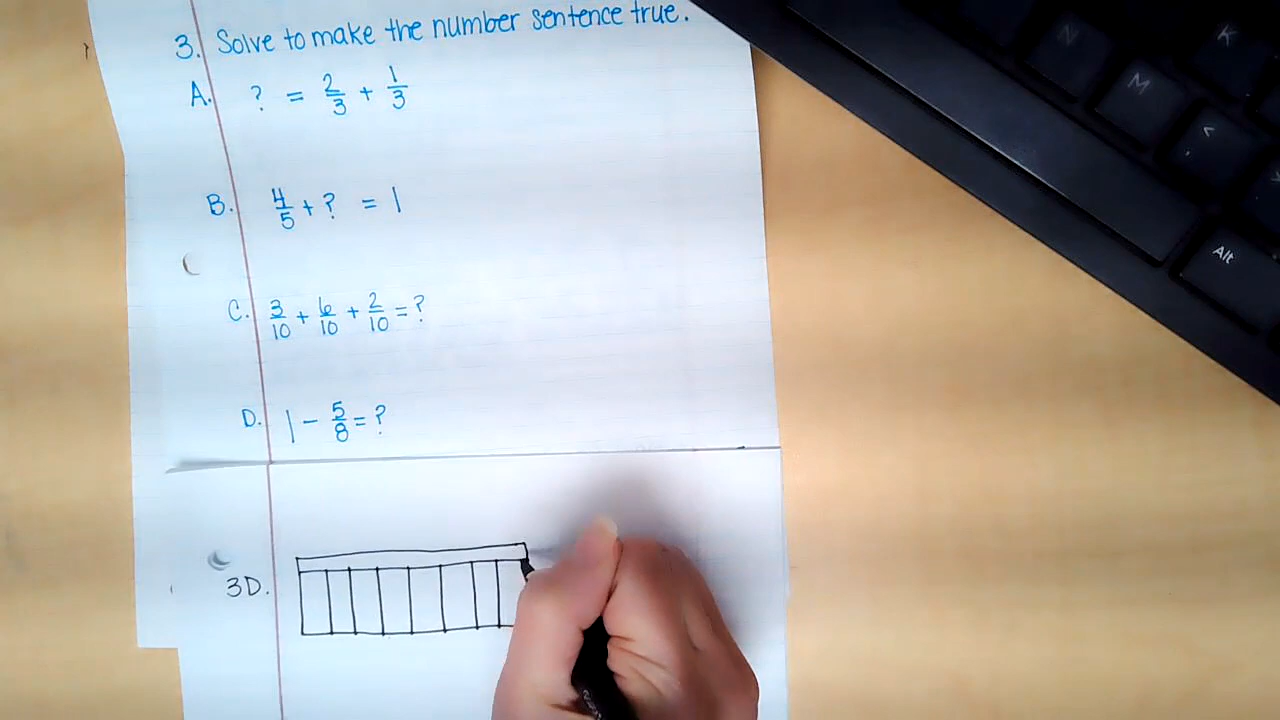 3. Solve to make the number sentence true.
A. ? = 2/3 + 1/3
B. 4/5 + ? = 1
C. 3/10 + 6/10 + 2/10 = ?
D. 1 - 5/8 = ?
3D.
N
K
M
<
,
Alt